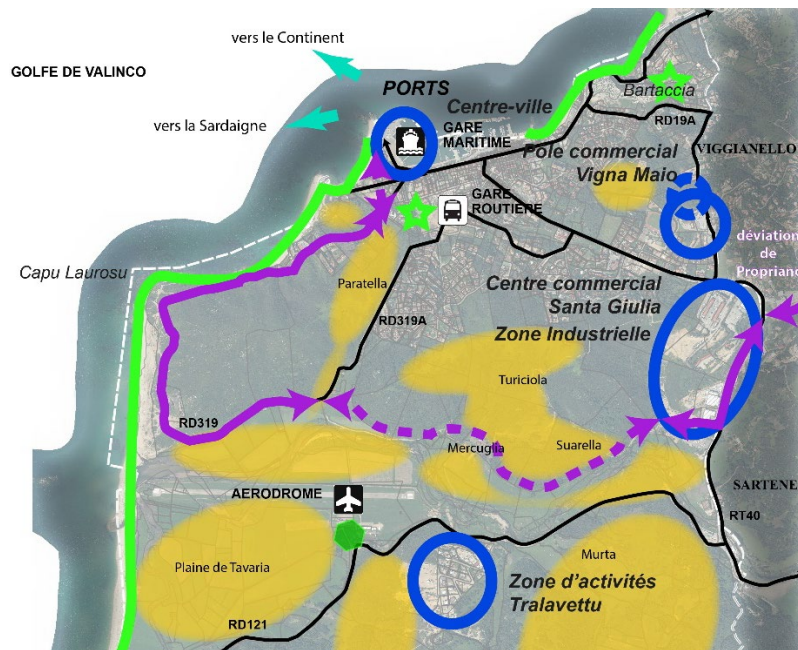 vers le Continent
GOLFE DE VALINCO
PORTS
Bartaccia
Centre-ville
vers la Sardaigne
GARE
MARITIME
RD19A
VIGGIANELLO
Pole commercial
Vigna Maio
GARE
ROUTIERE
déviation
de
Propriano
Capu Laurosu
Centre commercial
Santa Giulia
Paratella
Zone Industrielle
RD319A
Turiciola
RD319
Mercuglia
Suarella
SARTENE
AERODROME
RT40
Murta
Plaine de Tavaria
Zone d'activités
Tralavettu
RD121